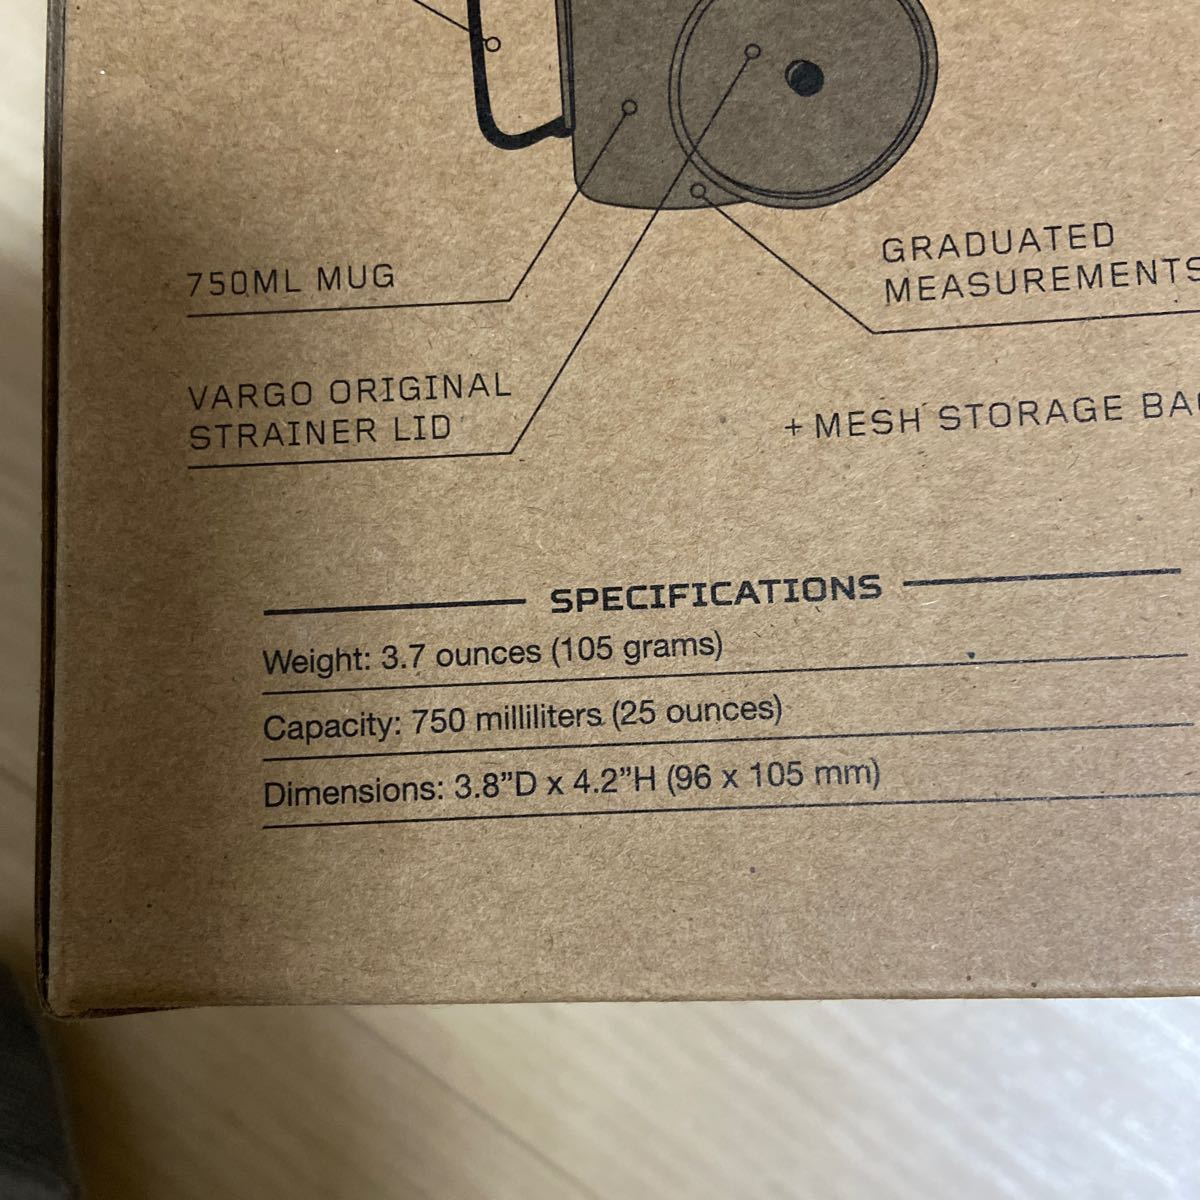 750ML MUG
GRADUATED
MEASUREMENTS
VARGO ORIGINAL
STRAINER LID
+ MESH STORAGE
SPECIFICATIONS
Weight: 3.7 ounces (105 grams)
Capacity: 750 milliliters (25 ounces)
Dimensions: 3.8”D x 4.2”H (96 x 105 mm)